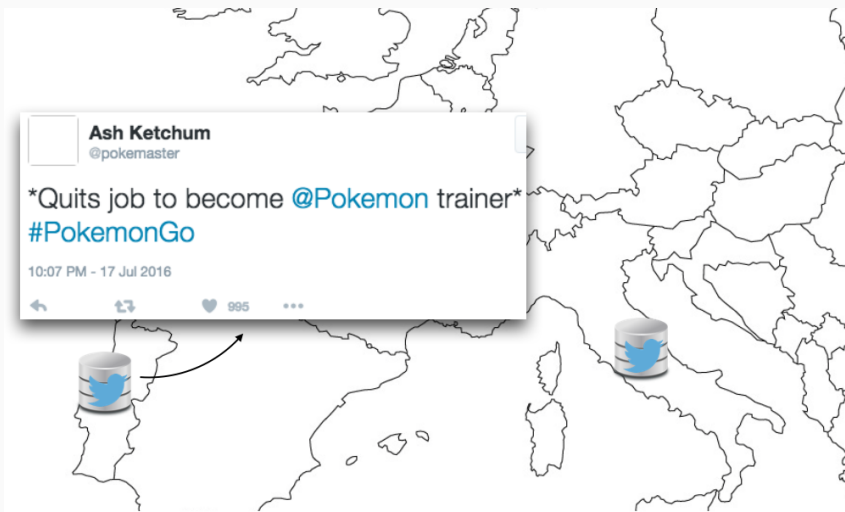 Ash Ketchum
@pokemaster
*Quits job to become @Pokemon trainer*
#PokemonGo
10:07 PM - 17 Jul 2016
995